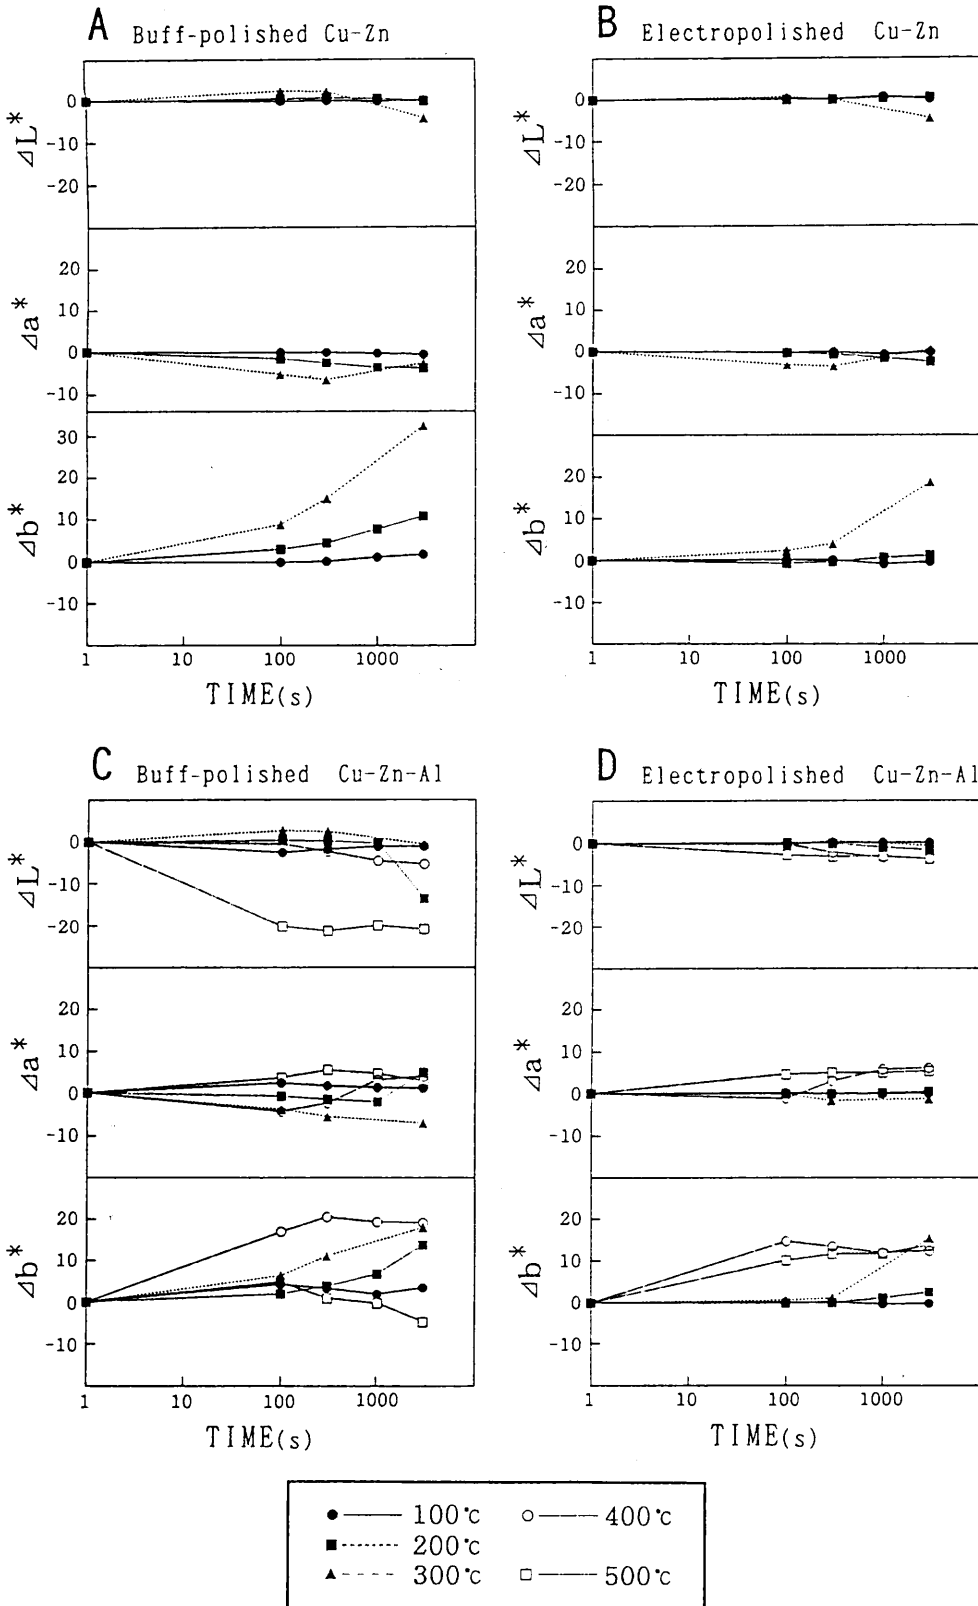 A Buff-polished Cu-Zn
B Electropolished Cu-Zn
0
-10
-20
ΔL*
20
10
0
-10
Δa*
30
20
10
0
-10
Δb*
1 10 100 1000
TIME(s)
0
-10
-20
ΔL*
20
10
0
-10
Δa*
20
10
0
-10
Δb*
1 10 100 1000
TIME(s)
C Buff-polished Cu-Zn-Al
D Electropolished Cu-Zn-Al
0
-10
-20
ΔL*
20
10
0
-10
Δa*
20
10
0
-10
Δb*
1 10 100 1000
TIME(s)
0
-10
-20
ΔL*
20
10
0
-10
Δa*
20
10
0
-10
Δb*
1 10 100 1000
TIME(s)
100℃ 400℃
200℃
300℃ 500℃